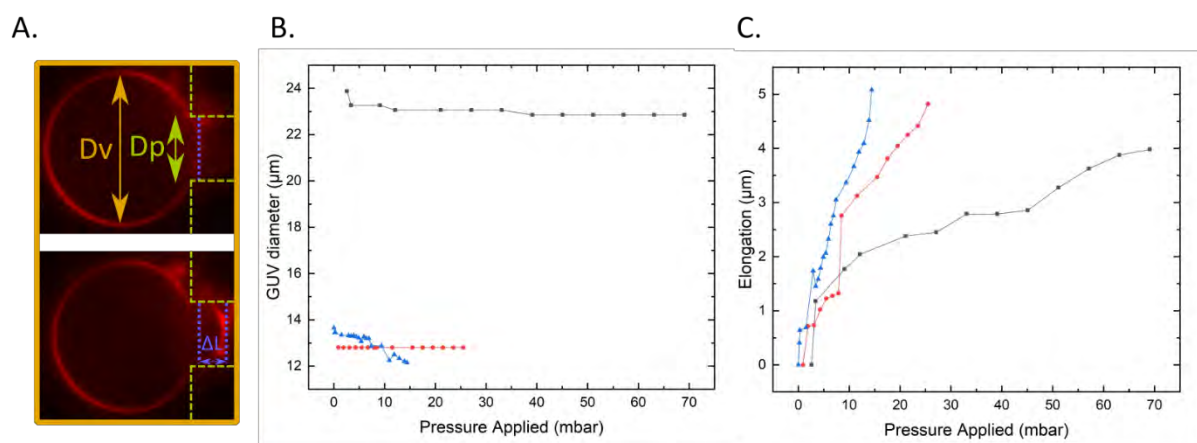 A.
B.
C.
Dv
Dp
ΔL
GUV diameter (μm)
24
22
20
18
16
14
12
0 10 20 30 40 50 60 70
Pressure Applied (mbar)
Elongation (μm)
5
4
3
2
1
0
0 10 20 30 40 50 60 70
Pressure Applied (mbar)